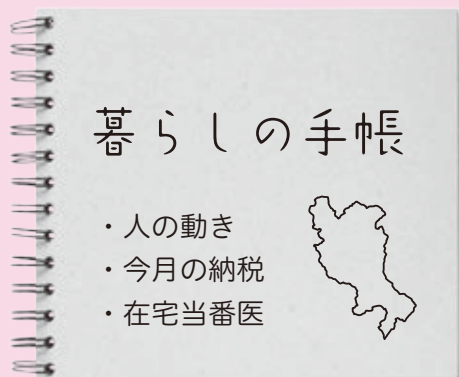 暮らしの手帳
・人の動き
・今月の納税
・在宅当番医